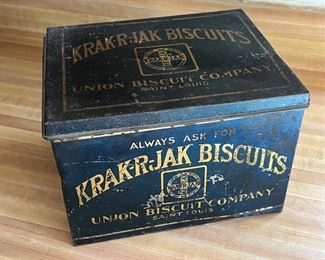 KRAK-R-JAK BISCUITS
UNION BISCUIT COMPANY
SAINT LOUIS
ALWAYS ASK FOR
KRAK-R-JAK BISCUITS
UNION BISCUIT COMPANY
SAINT LOUIS